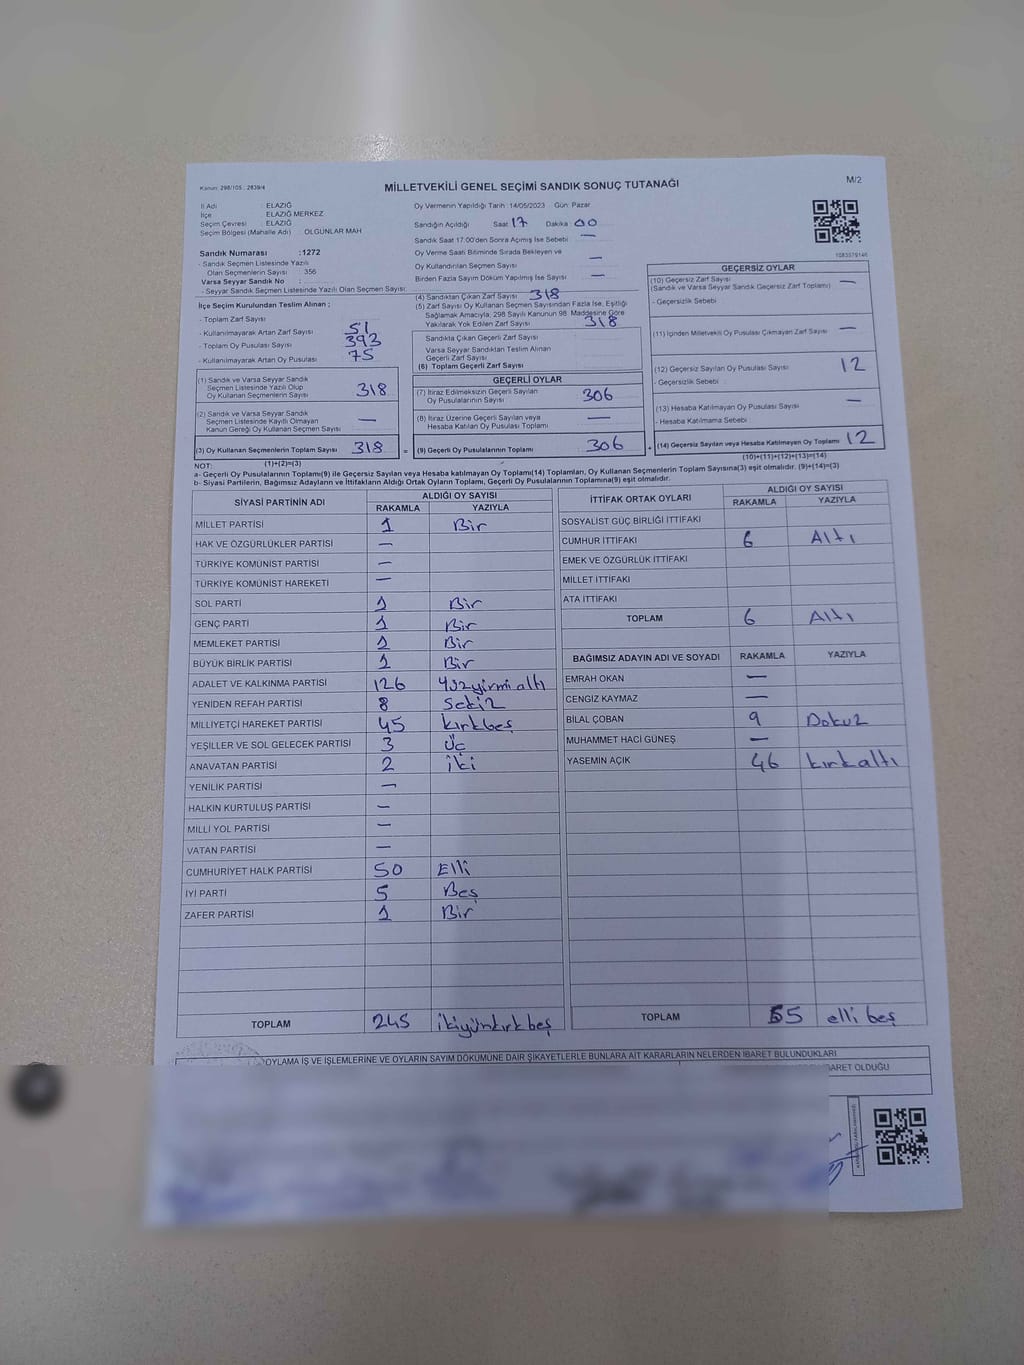 Kanun: 298/105 , 2839/4
MİLLETVEKİLİ GENEL SEÇİMİ SANDIK SONUÇ TUTANAĞI
M/2
İl Adı : ELAZIĞ
İlçe : ELAZIĞ MERKEZ
Seçim Çevresi : ELAZIĞ
Seçim Bölgesi (Mahalle Adı) : OLGUNLAR MAH
Sandık Numarası :1272
- Sandık Seçmen Listesinde Yazılı
Olan Seçmenlerin Sayısı : 356
Varsa Seyyar Sandık No :
- Seyyar Sandık Seçmen Listesinde Yazılı Olan Seçmen Sayısı:
Oy Vermenin Yapıldığı Tarih : 14/05/2023 Gün: Pazar
Sandığın Açıldığı Saat 17 Dakika 00
Sandık Saat 17:00'den Sonra Açılmış İse Sebebi —
Oy Verme Saati Bitiminde Sırada Bekleyen ve
Oy Kullandırılan Seçmen Sayısı —
Birden Fazla Sayım Döküm Yapılmış İse Sayısı —
1083579146
İlçe Seçim Kurulundan Teslim Alınan ;
- Toplam Zarf Sayısı
- Kullanılmayarak Artan Zarf Sayısı 51
- Toplam Oy Pusulası Sayısı 393
- Kullanılmayarak Artan Oy Pusulası 75
(4) Sandıktan Çıkan Zarf Sayısı 318
(5) Zarf Sayısı Oy Kullanan Seçmen Sayısından Fazla İse, Eşitliği
Sağlamak Amacıyla; 298 Sayılı Kanunun 98. Maddesine Göre
Yakılarak Yok Edilen Zarf Sayısı 318
Sandıkta Çıkan Geçerli Zarf Sayısı
Varsa Seyyar Sandıktan Teslim Alınan
Geçerli Zarf Sayısı
(6) Toplam Geçerli Zarf Sayısı
GEÇERSİZ OYLAR
(10) Geçersiz Zarf Sayısı
(Sandık ve Varsa Seyyar Sandık Geçersiz Zarf Toplamı) —
- Geçersizlik Sebebi
(11) İçinden Milletvekili Oy Pusulası Çıkmayan Zarf Sayısı —
(12) Geçersiz Sayılan Oy Pusulası Sayısı 12
- Geçersizlik Sebebi
(13) Hesaba Katılmayan Oy Pusulası Sayısı —
- Hesaba Katılmama Sebebi
(14) Geçersiz Sayılan veya Hesaba Katılmayan Oy Toplamı 12
(10)+(11)+(12)+(13)=(14)
(1) Sandık ve Varsa Seyyar Sandık
Seçmen Listesinde Yazılı Olup
Oy Kullanan Seçmenlerin Sayısı 318
(2) Sandık ve Varsa Seyyar Sandık
Seçmen Listesinde Kayıtlı Olmayan
Kanun Gereği Oy Kullanan Seçmen Sayısı —
(3) Oy Kullanan Seçmenlerin Toplam Sayısı 318 =
(1)+(2)=(3)
GEÇERLİ OYLAR
(7) İtiraz Edilmeksizin Geçerli Sayılan
Oy Pusulalarının Sayısı 306
(8) İtiraz Üzerine Geçerli Sayılan veya
Hesaba Katılan Oy Pusulası Toplamı —
(9) Geçerli Oy Pusulalarının Toplamı 306 +
NOT:
a- Geçerli Oy Pusulalarının Toplamı(9) ile Geçersiz Sayılan veya Hesaba katılmayan Oy Toplamı(14) Toplamları, Oy Kullanan Seçmenlerin Toplam Sayısına(3) eşit olmalıdır. (9)+(14)=(3)
b- Siyasi Partilerin, Bağımsız Adayların ve İttifakların Aldığı Ortak Oyların Toplamı, Geçerli Oy Pusulalarının Toplamına(9) eşit olmalıdır.
SİYASİ PARTİNİN ADI ALDIĞI OY SAYISI
RAKAMLA YAZIYLA
MİLLET PARTİSİ 1 Bir
HAK VE ÖZGÜRLÜKLER PARTİSİ —
TÜRKİYE KOMÜNİST PARTİSİ —
TÜRKİYE KOMÜNİST HAREKETİ —
SOL PARTİ 1 Bir
GENÇ PARTİ 1 Bir
MEMLEKET PARTİSİ 1 Bir
BÜYÜK BİRLİK PARTİSİ 1 Bir
ADALET VE KALKINMA PARTİSİ 126 Yüzyirmialtı
YENİDEN REFAH PARTİSİ 8 Sekiz
MİLLİYETÇİ HAREKET PARTİSİ 45 kırkbeş
YEŞİLLER VE SOL GELECEK PARTİSİ 3 Üç
ANAVATAN PARTİSİ 2 iki
YENİLİK PARTİSİ —
HALKIN KURTULUŞ PARTİSİ —
MİLLİ YOL PARTİSİ —
VATAN PARTİSİ —
CUMHURİYET HALK PARTİSİ 50 Elli
İYİ PARTİ 5 Beş
ZAFER PARTİSİ 1 Bir
TOPLAM 245 ikiyüzkırkbeş
İTTİFAK ORTAK OYLARI ALDIĞI OY SAYISI
RAKAMLA YAZIYLA
SOSYALİST GÜÇ BİRLİĞİ İTTİFAKI
CUMHUR İTTİFAKI 6 Altı
EMEK VE ÖZGÜRLÜK İTTİFAKI
MİLLET İTTİFAKI
ATA İTTİFAKI
TOPLAM 6 Altı
BAĞIMSIZ ADAYIN ADI VE SOYADI RAKAMLA YAZIYLA
EMRAH OKAN —
CENGİZ KAYMAZ —
BİLAL ÇOBAN 9 Dokuz
MUHAMMET HACİ GÜNEŞ —
YASEMİN AÇIK 46 kırkaltı
TOPLAM 55 elli beş
OYLAMA İŞ VE İŞLEMLERİNE VE OYLARIN SAYIM DÖKÜMÜNE DAİR ŞİKAYETLERLE BUNLARA AİT KARARLARIN NELERDEN İBARET BULUNDUKLARI
BARET OLDUĞU